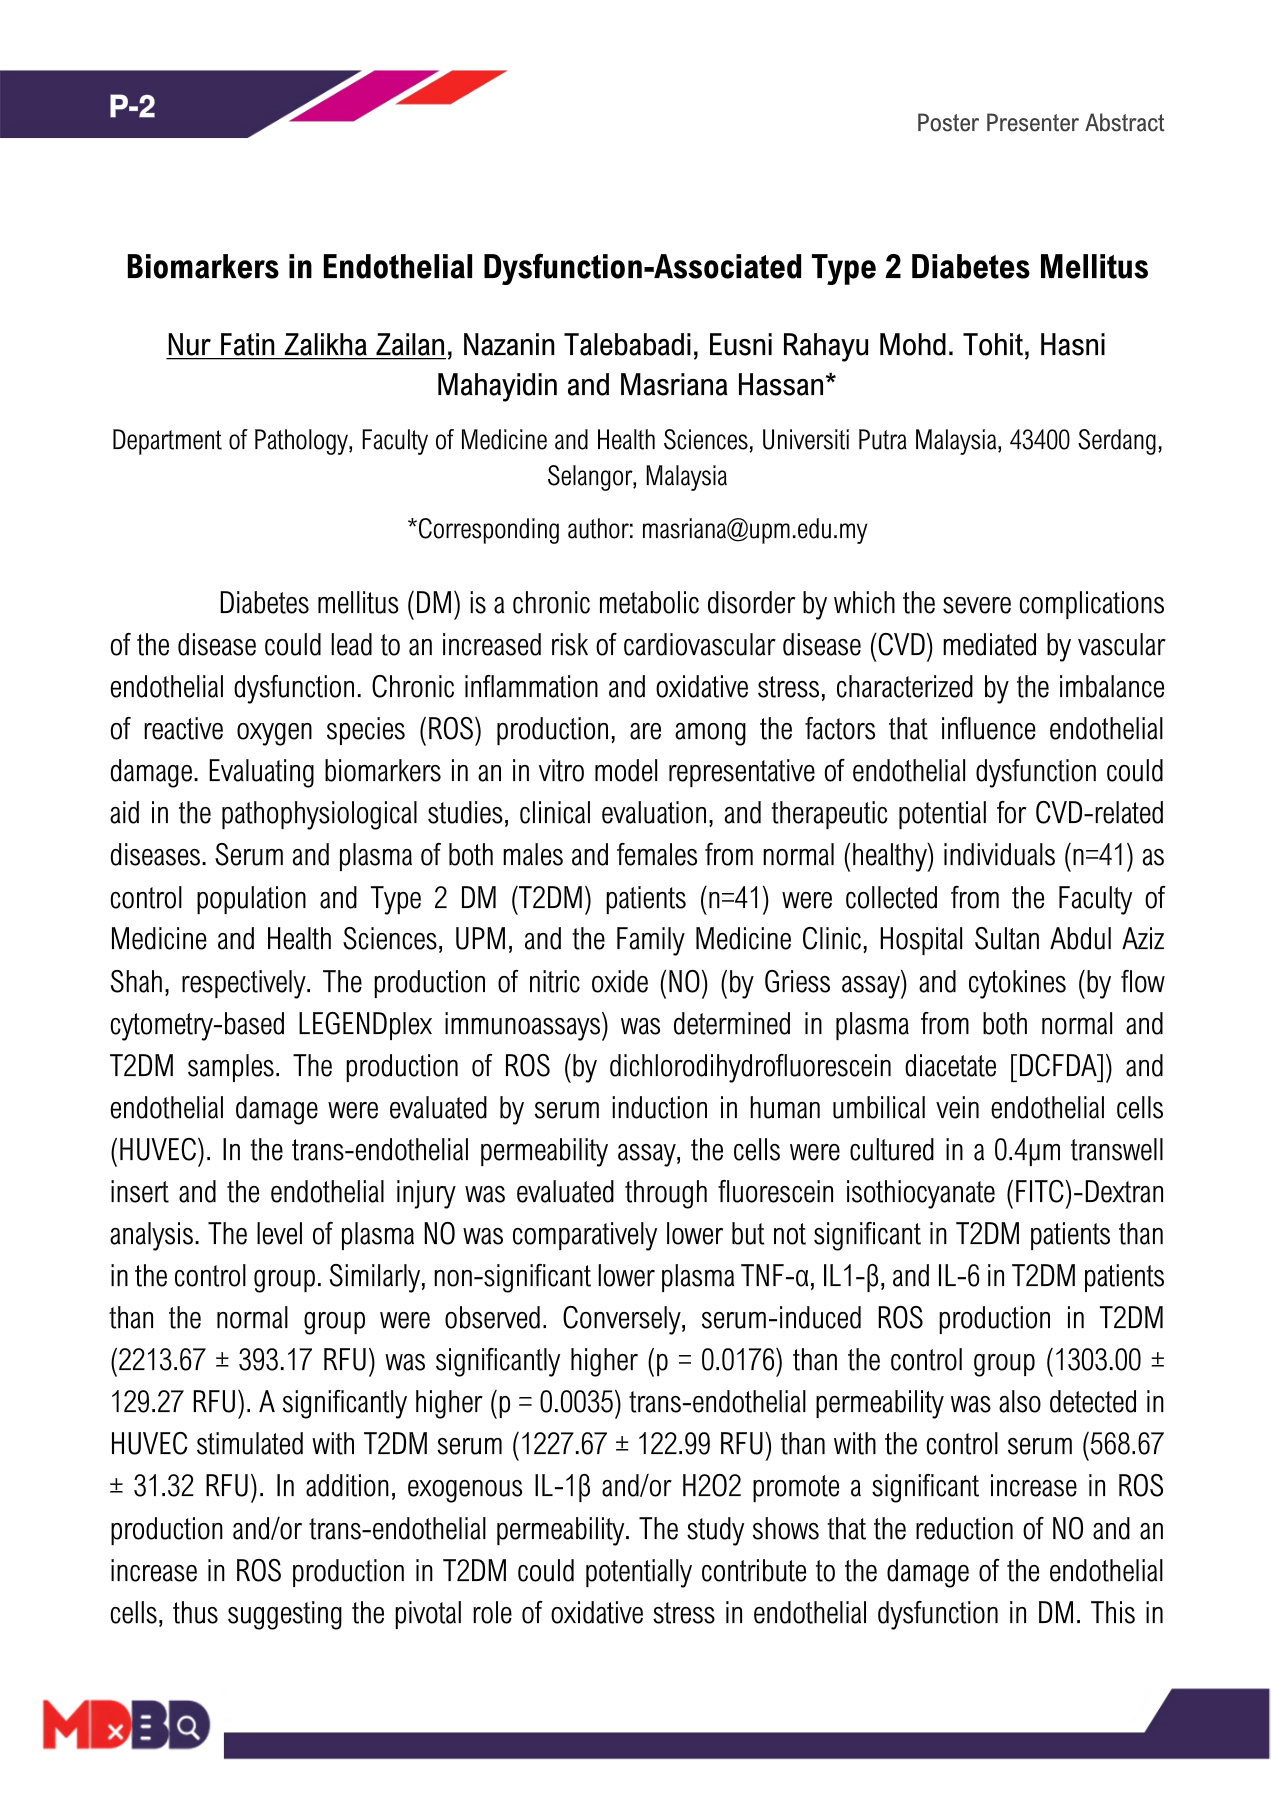 P-2
Poster Presenter Abstract
Biomarkers in Endothelial Dysfunction-Associated Type 2 Diabetes Mellitus
Nur Fatin Zalikha Zailan, Nazanin Talebabadi, Eusni Rahayu Mohd. Tohit, Hasni
Mahayidin and Masriana Hassan*
Department of Pathology, Faculty of Medicine and Health Sciences, Universiti Putra Malaysia, 43400 Serdang,
Selangor, Malaysia
*Corresponding author: masriana@upm.edu.my
Diabetes mellitus (DM) is a chronic metabolic disorder by which the severe complications
of the disease could lead to an increased risk of cardiovascular disease (CVD) mediated by vascular
endothelial dysfunction. Chronic inflammation and oxidative stress, characterized by the imbalance
of reactive oxygen species (ROS) production, are among the factors that influence endothelial
damage. Evaluating biomarkers in an in vitro model representative of endothelial dysfunction could
aid in the pathophysiological studies, clinical evaluation, and therapeutic potential for CVD-related
diseases. Serum and plasma of both males and females from normal (healthy) individuals (n=41) as
control population and Type 2 DM (T2DM) patients (n=41) were collected from the Faculty of
Medicine and Health Sciences, UPM, and the Family Medicine Clinic, Hospital Sultan Abdul Aziz
Shah, respectively. The production of nitric oxide (NO) (by Griess assay) and cytokines (by flow
cytometry-based LEGENDplex immunoassays) was determined in plasma from both normal and
T2DM samples. The production of ROS (by dichlorodihydrofluorescein diacetate [DCFDA]) and
endothelial damage were evaluated by serum induction in human umbilical vein endothelial cells
(HUVEC). In the trans-endothelial permeability assay, the cells were cultured in a 0.4µm transwell
insert and the endothelial injury was evaluated through fluorescein isothiocyanate (FITC)-Dextran
analysis. The level of plasma NO was comparatively lower but not significant in T2DM patients than
in the control group. Similarly, non-significant lower plasma TNF-α, IL1-β, and IL-6 in T2DM patients
than the normal group were observed. Conversely, serum-induced ROS production in T2DM
(2213.67 ± 393.17 RFU) was significantly higher (p = 0.0176) than the control group (1303.00 ±
129.27 RFU). A significantly higher (p = 0.0035) trans-endothelial permeability was also detected in
HUVEC stimulated with T2DM serum (1227.67 ± 122.99 RFU) than with the control serum (568.67
± 31.32 RFU). In addition, exogenous IL-1β and/or H2O2 promote a significant increase in ROS
production and/or trans-endothelial permeability. The study shows that the reduction of NO and an
increase in ROS production in T2DM could potentially contribute to the damage of the endothelial
cells, thus suggesting the pivotal role of oxidative stress in endothelial dysfunction in DM. This in
MDxBD